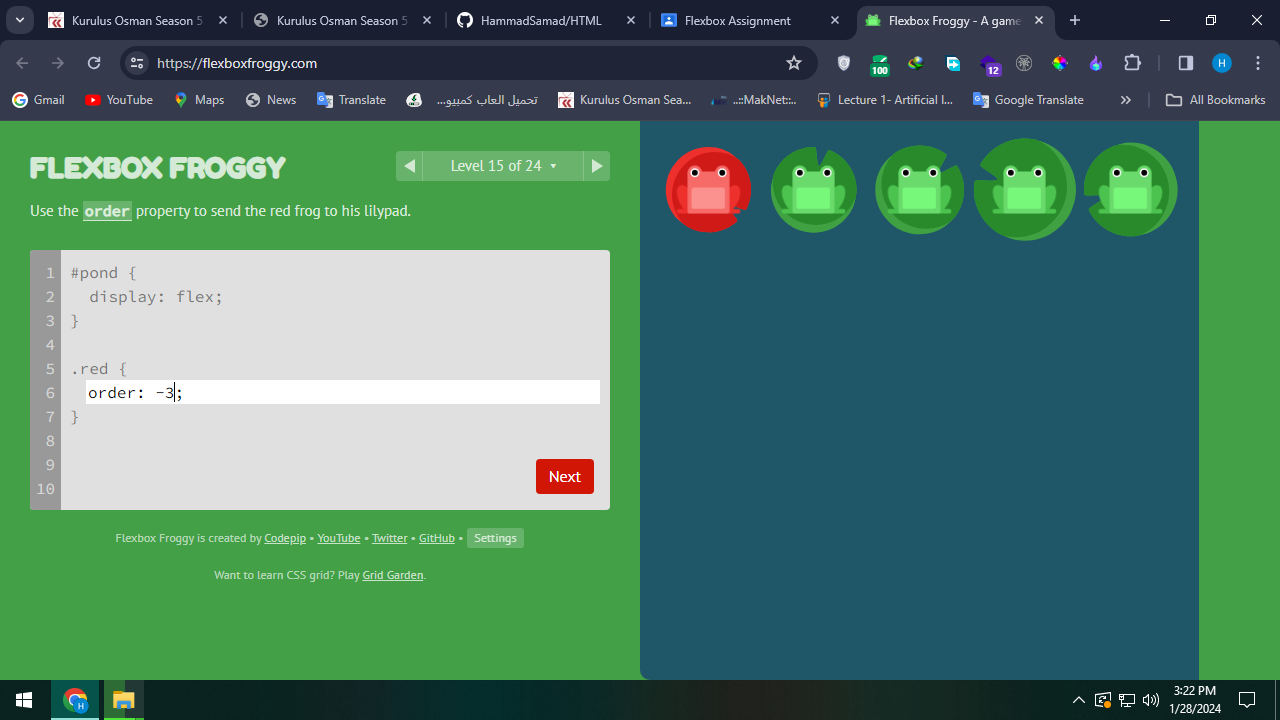 Kurulus Osman Season 5
Kurulus Osman Season 5
HammadSamad/HTML
Flexbox Assignment
Flexbox Froggy - A game
https://flexboxfroggy.com
100
12
H
Gmail
YouTube
Maps
News
Translate
تحميل العاب كمبيو...
Kurulus Osman Sea...
..::MakNet::..
Lecture 1- Artificial I...
Google Translate
All Bookmarks
FLEXBOX FROGGY
Level 15 of 24
Use the order property to send the red frog to his lilypad.
1 #pond {
2 display: flex;
3 }
4
5 .red {
6 order: -3;
7 }
8
9
10
Next
Flexbox Froggy is created by Codepip • YouTube • Twitter • GitHub • Settings
Want to learn CSS grid? Play Grid Garden.
H
3:22 PM
1/28/2024